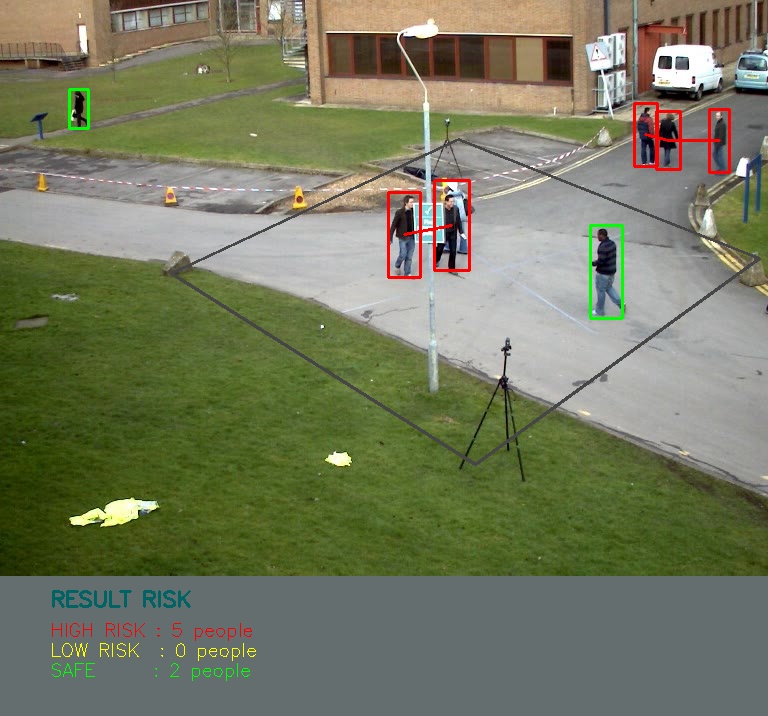 RESULT RISK
HIGH RISK : 5 people
LOW RISK : 0 people
SAFE : 2 people